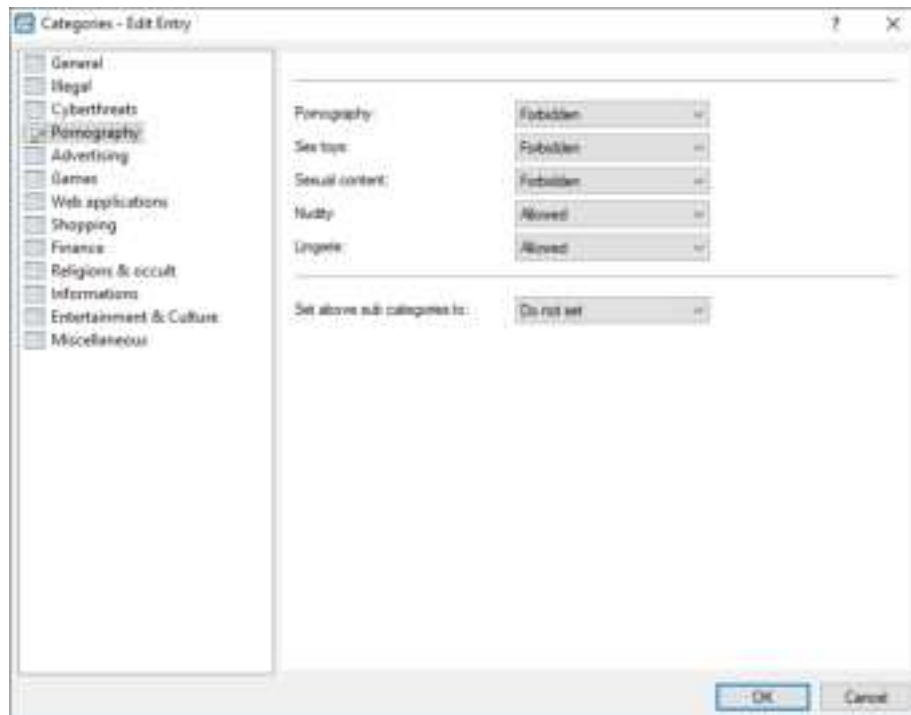 Categories - Edit Entry
General
Illegal
Cyberthreats
Pornography
Advertising
Games
Web applications
Shopping
Finance
Religions & occult
Informations
Entertainment & Culture
Miscellaneous
Pornography: Forbidden
Sex toys: Forbidden
Sexual content: Forbidden
Nudity: Allowed
Lingerie: Allowed
Set above sub categories to: Do not set
OK Cancel